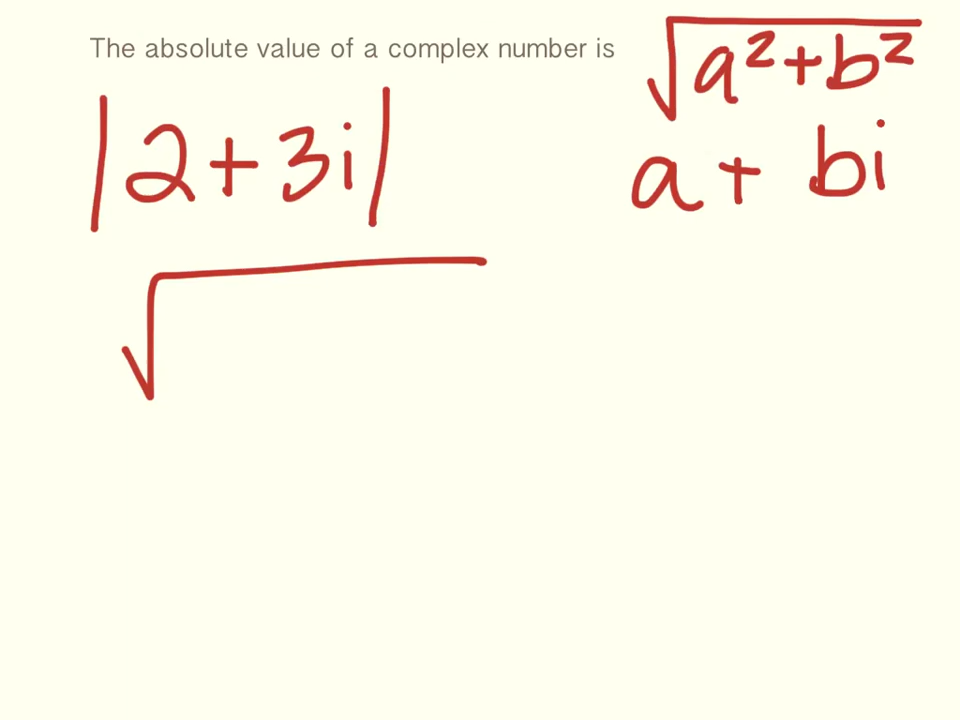 The absolute value of a complex number is √a²+b²
|2+3i| a + bi
√